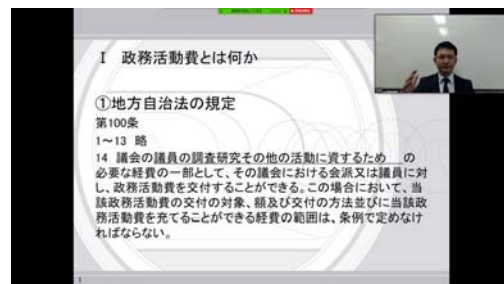 Ⅰ 政務活動費とは何か
①地方自治法の規定
第100条
1～13 略
14 議会の議員の調査研究その他の活動に資するため の
必要な経費の一部として、その議会における会派又は議員に対
し、政務活動費を交付することができる。この場合において、当
該政務活動費の交付の対象、額及び交付の方法並びに当該政
務活動費を充てることができる経費の範囲は、条例で定めなけ
ればならない。
1